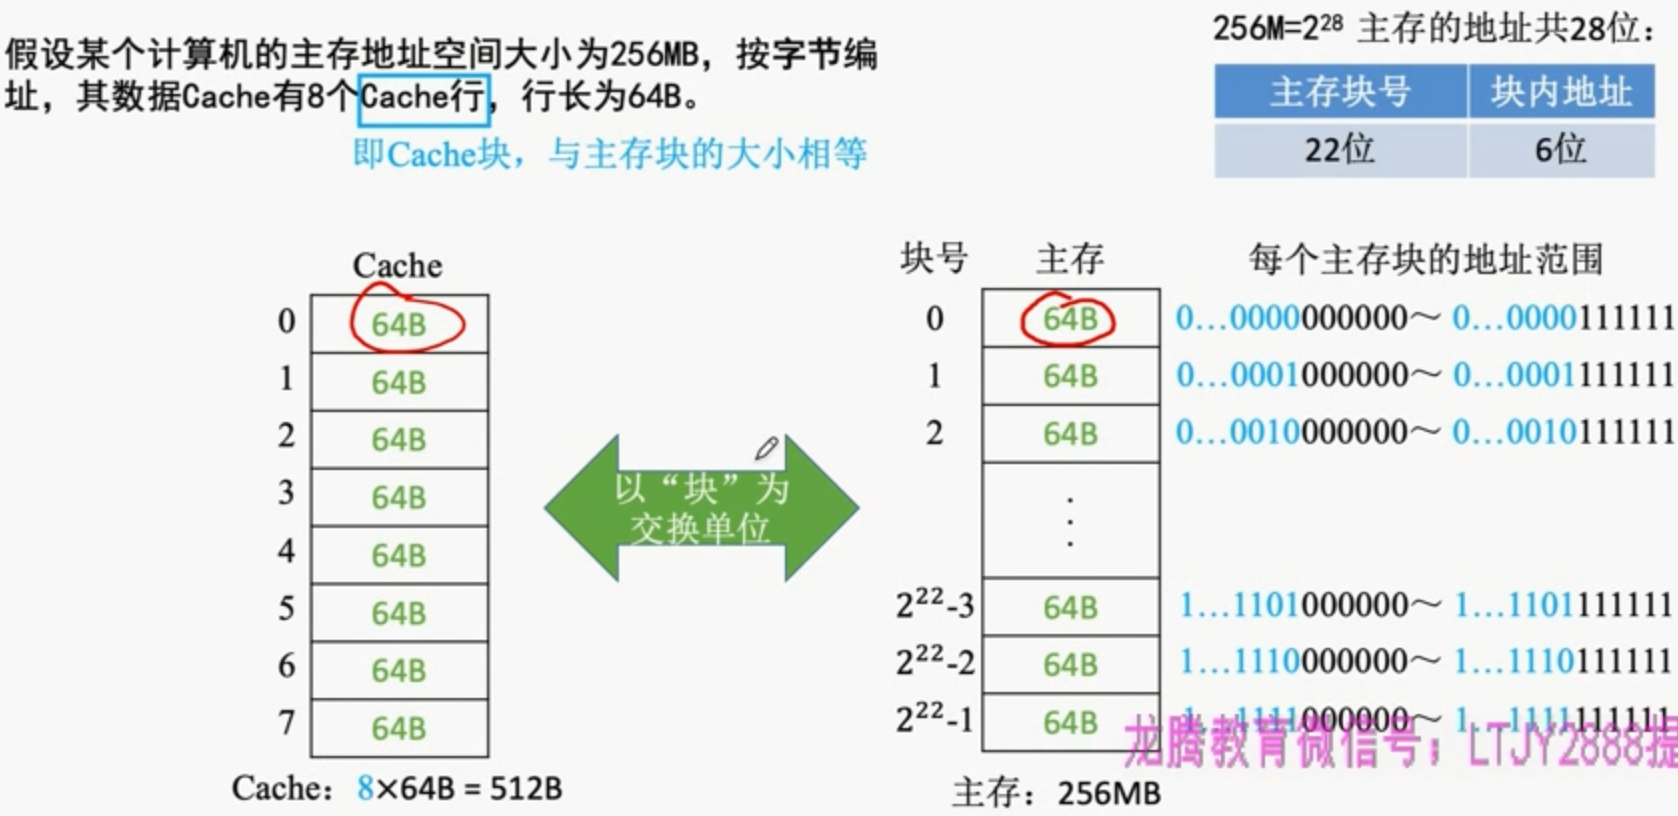 假设某个计算机的主存地址空间大小为256MB，按字节编
址，其数据Cache有8个Cache行，行长为64B。
即Cache块，与主存块的大小相等
256M=2²⁸ 主存的地址共28位：
主存块号 块内地址
22位 6位
Cache
0 64B
1 64B
2 64B
3 64B
4 64B
5 64B
6 64B
7 64B
Cache：8×64B = 512B
以“块”为
交换单位
块号 主存 每个主存块的地址范围
0 64B 0…0000000000～0…0000111111
1 64B 0…0001000000～0…0001111111
2 64B 0…0010000000～0…0010111111
2²²-3 64B 1…1101000000～1…1101111111
2²²-2 64B 1…1110000000～1…1110111111
2²²-1 64B 1…1111000000～1…1111111111
主存：256MB
龙腾教育微信号；LTJY2888提